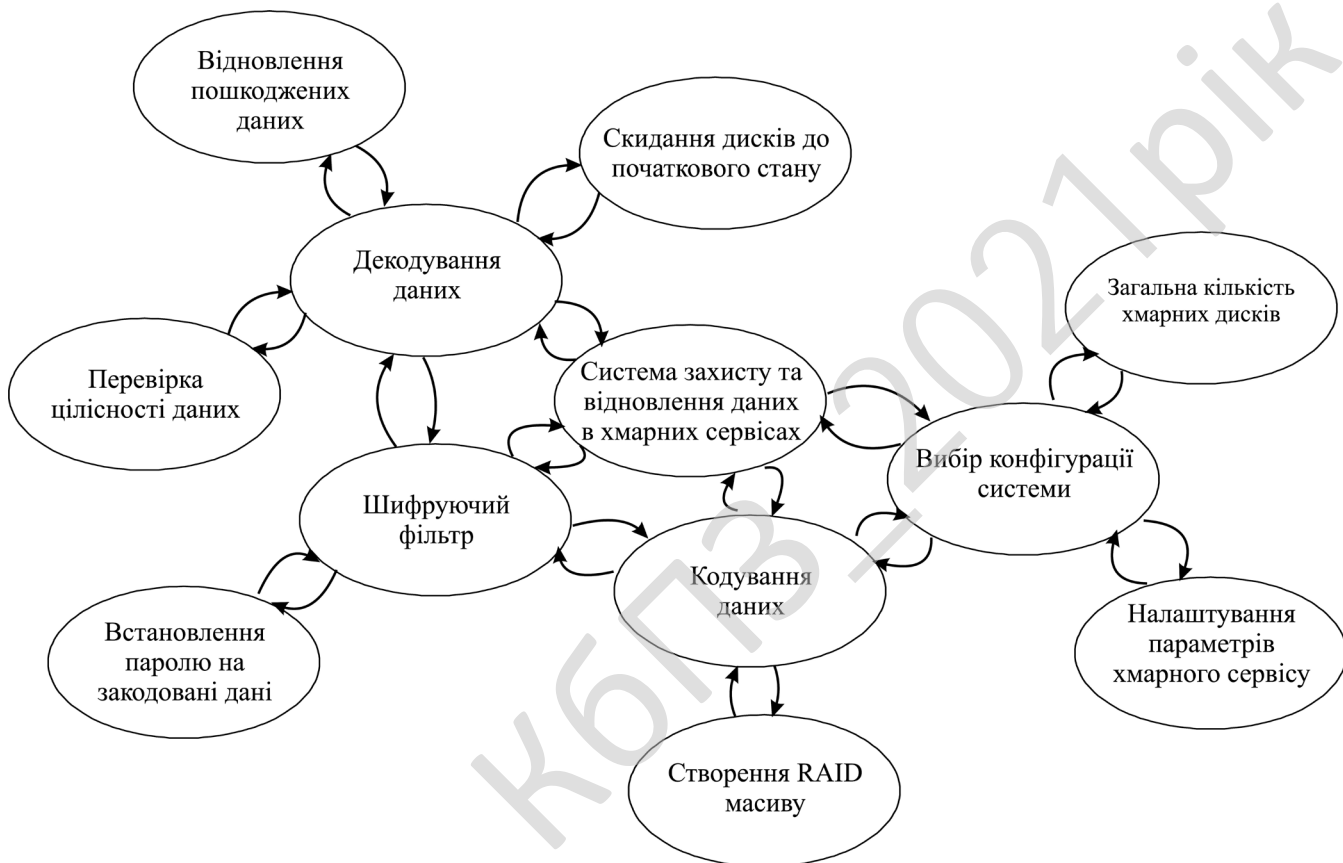 Відновлення
пошкоджених
даних
Скидання дисків до
початкового стану
Декодування
даних
Загальна кількість
хмарних дисків
Перевірка
цілісності даних
Система захисту та
відновлення даних
в хмарних сервісах
Вибір конфігурації
системи
Шифруючий
фільтр
Кодування
даних
Встановлення
паролю на
закодовані дані
Налаштування
параметрів
хмарного сервісу
Створення RAID
масиву
КбПЗ_2021рік